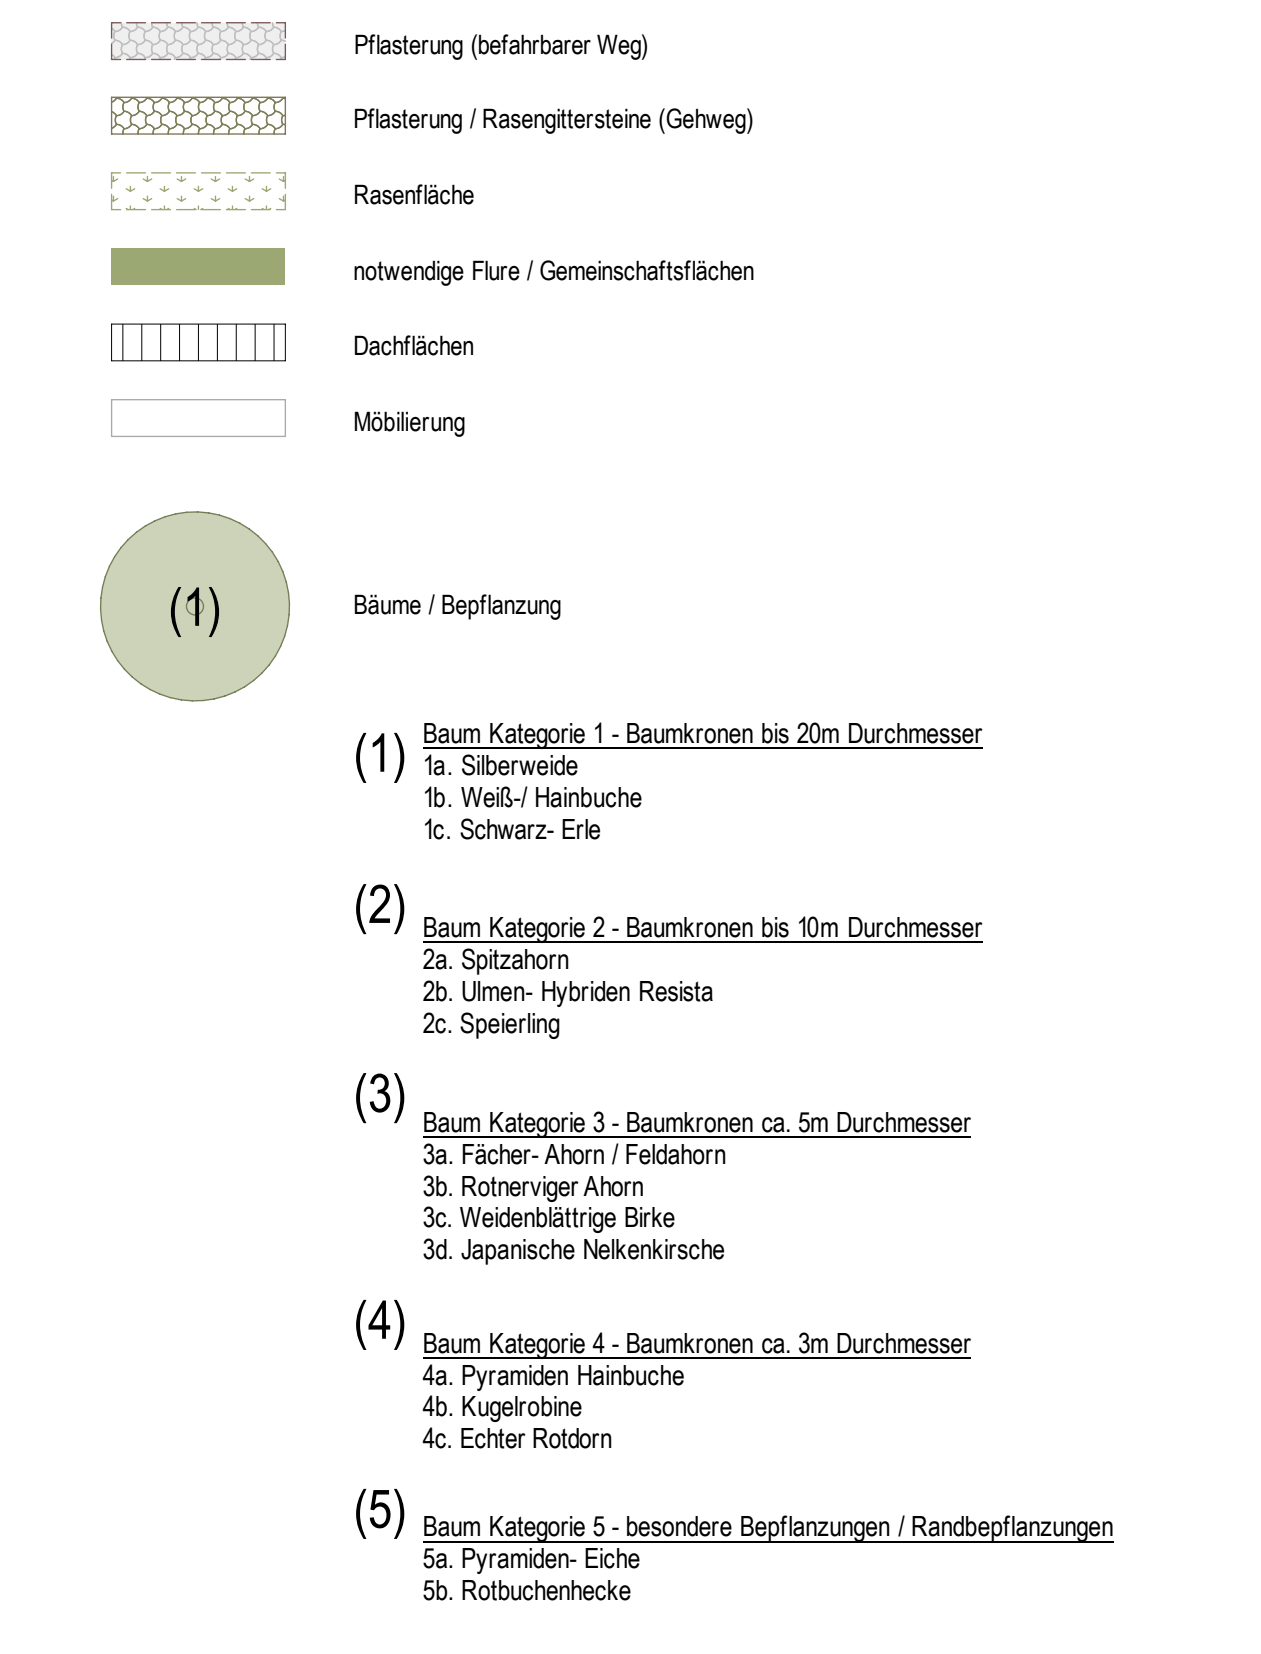 Pflasterung (befahrbarer Weg)
Pflasterung / Rasengittersteine (Gehweg)
Rasenfläche
notwendige Flure / Gemeinschaftsflächen
Dachflächen
Möbilierung
(1)
Bäume / Bepflanzung
(1) Baum Kategorie 1 - Baumkronen bis 20m Durchmesser
1a. Silberweide
1b. Weiß-/ Hainbuche
1c. Schwarz- Erle
(2)
Baum Kategorie 2 - Baumkronen bis 10m Durchmesser
2a. Spitzahorn
2b. Ulmen- Hybriden Resista
2c. Speierling
(3)
Baum Kategorie 3 - Baumkronen ca. 5m Durchmesser
3a. Fächer- Ahorn / Feldahorn
3b. Rotnerviger Ahorn
3c. Weidenblättrige Birke
3d. Japanische Nelkenkirsche
(4)
Baum Kategorie 4 - Baumkronen ca. 3m Durchmesser
4a. Pyramiden Hainbuche
4b. Kugelrobine
4c. Echter Rotdorn
(5)
Baum Kategorie 5 - besondere Bepflanzungen / Randbepflanzungen
5a. Pyramiden- Eiche
5b. Rotbuchenhecke